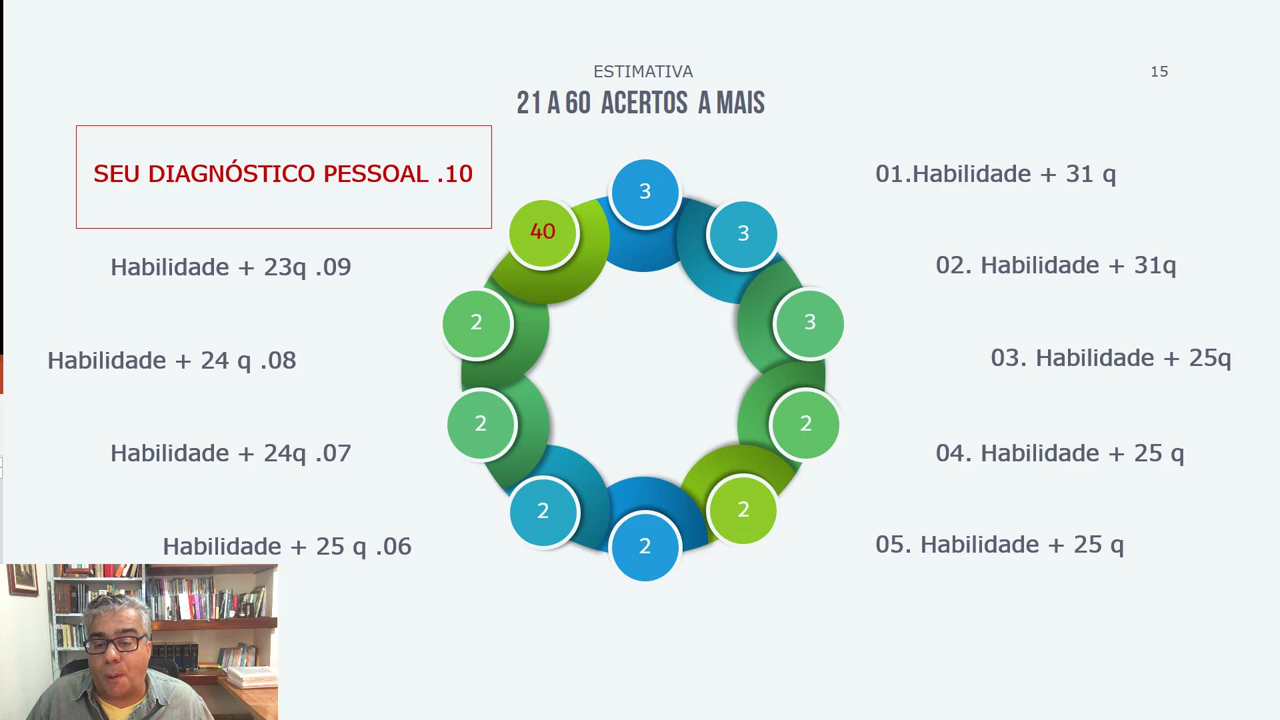 ESTIMATIVA
15
21 A 60 ACERTOS A MAIS
SEU DIAGNÓSTICO PESSOAL .10
01.Habilidade + 31 q
3
40
3
Habilidade + 23q .09
02. Habilidade + 31q
2
3
Habilidade + 24 q .08
03. Habilidade + 25q
2
2
Habilidade + 24q .07
04. Habilidade + 25 q
2
2
Habilidade + 25 q .06
2
05. Habilidade + 25 q